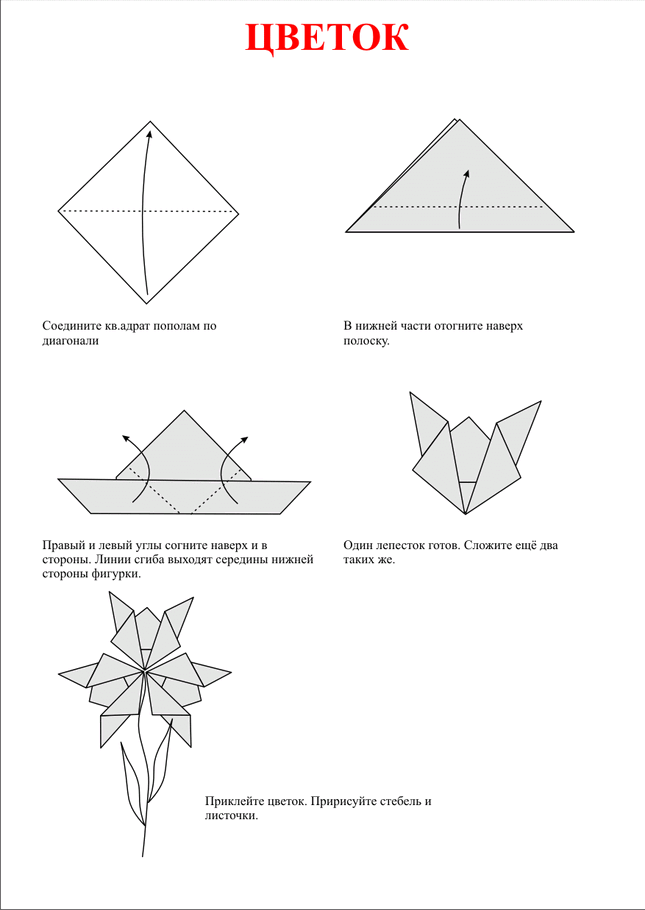 ЦВЕТОК
Соедините кв.адрат пополам по
диагонали
В нижней части отогните наверх
полоску.
Правый и левый углы согните наверх и в
стороны. Линии сгиба выходят середины нижней
стороны фигурки.
Один лепесток готов. Сложите ещё два
таких же.
Приклейте цветок. Пририсуйте стебель и
листочки.